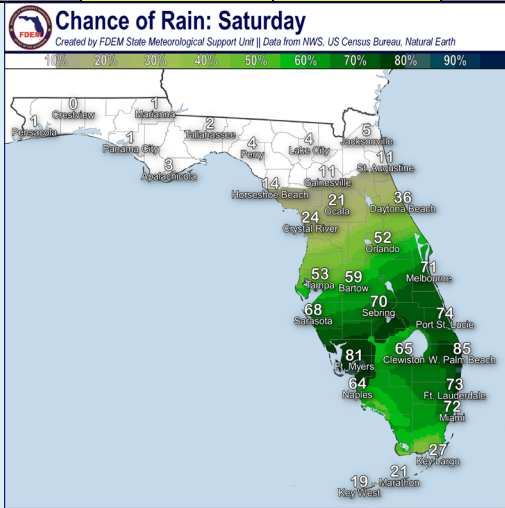 FDEM
Chance of Rain: Saturday
Created by FDEM State Meteorological Support Unit || Data from NWS, US Census Bureau, Natural Earth
10% 20% 30% 40% 50% 60% 70% 80% 90%
0
Crestview
1
Marianna
1
Pensacola
2
Tallahassee
1
Panama City
4
Perry
4
Lake City
5
Jacksonville
3
Apalachicola
11
St. Augustine
11
Gainesville
14
Horseshoe Beach
21
Ocala
36
Daytona Beach
24
Crystal River
52
Orlando
71
Melbourne
53
Tampa
59
Bartow
70
Sebring
68
Sarasota
74
Port St. Lucie
81
Ft. Myers
65
Clewiston
85
W. Palm Beach
64
Naples
73
Ft. Lauderdale
72
Miami
27
Key Largo
21
Marathon
19
Key West